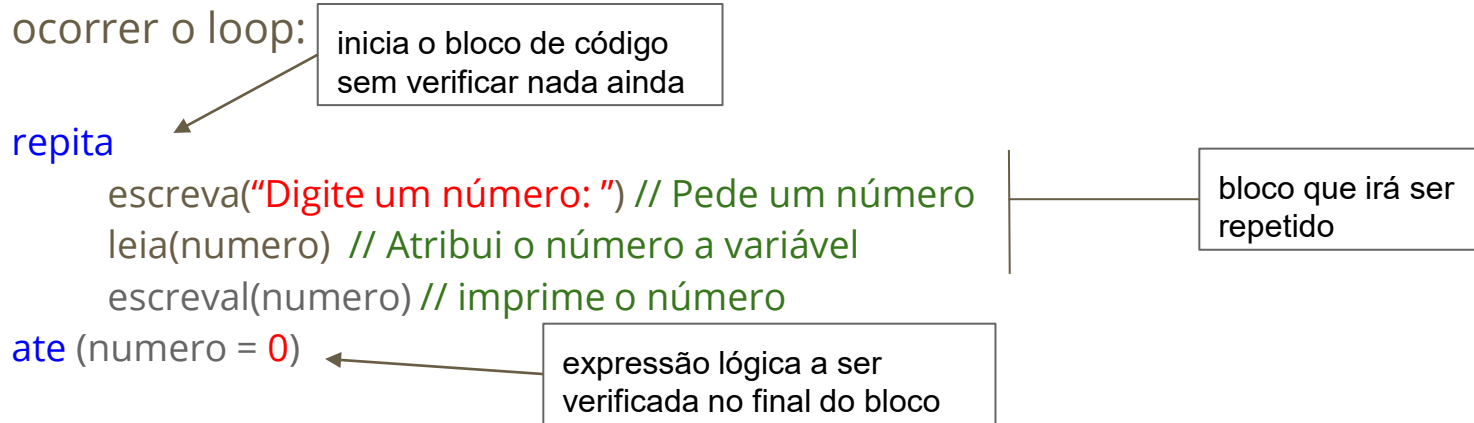 ocorrer o loop:
inicia o bloco de código
sem verificar nada ainda
repita
escreva(“Digite um número: ”) // Pede um número
leia(numero)  // Atribui o número a variável
escreval(numero) // imprime o número
ate (numero = 0)
bloco que irá ser
repetido
expressão lógica a ser
verificada no final do bloco